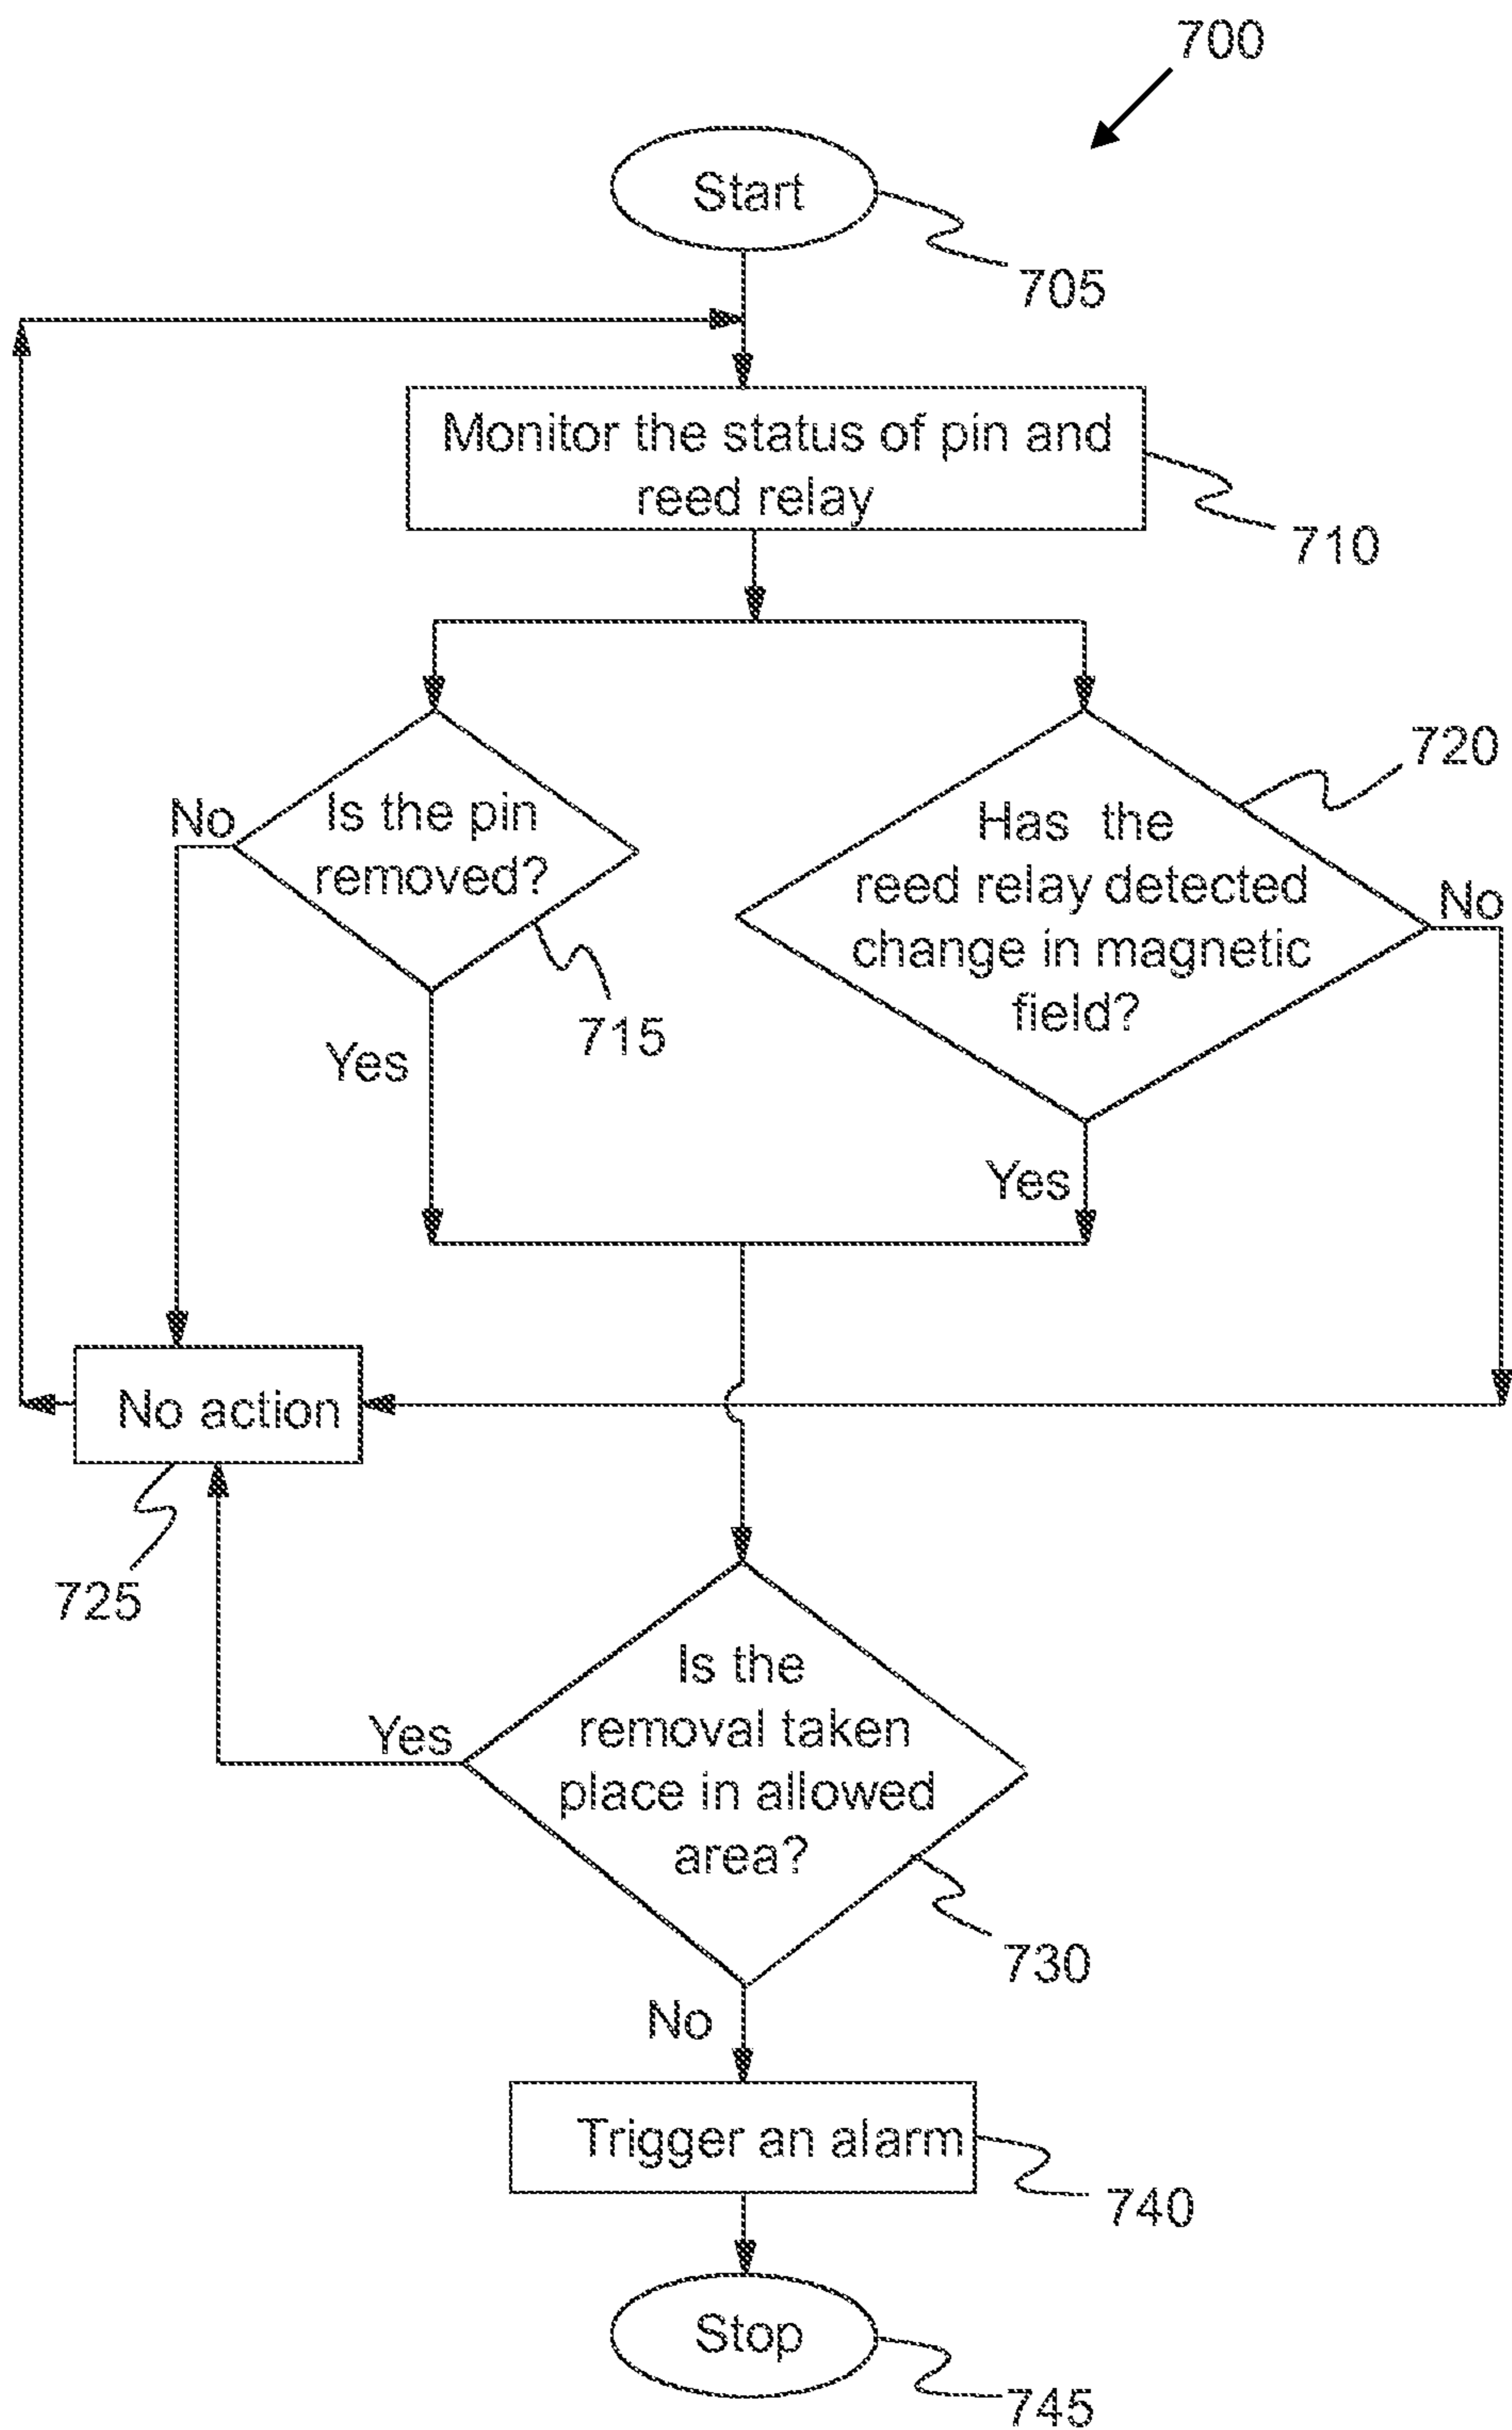 700
Start
705
Monitor the status of pin and
reed relay
710
720
No
Is the pin
removed?
Has the
reed relay detected
change in magnetic
field?
No
715
Yes
Yes
No action
725
Is the
removal taken
place in allowed
area?
Yes
730
No
Trigger an alarm
740
Stop
745